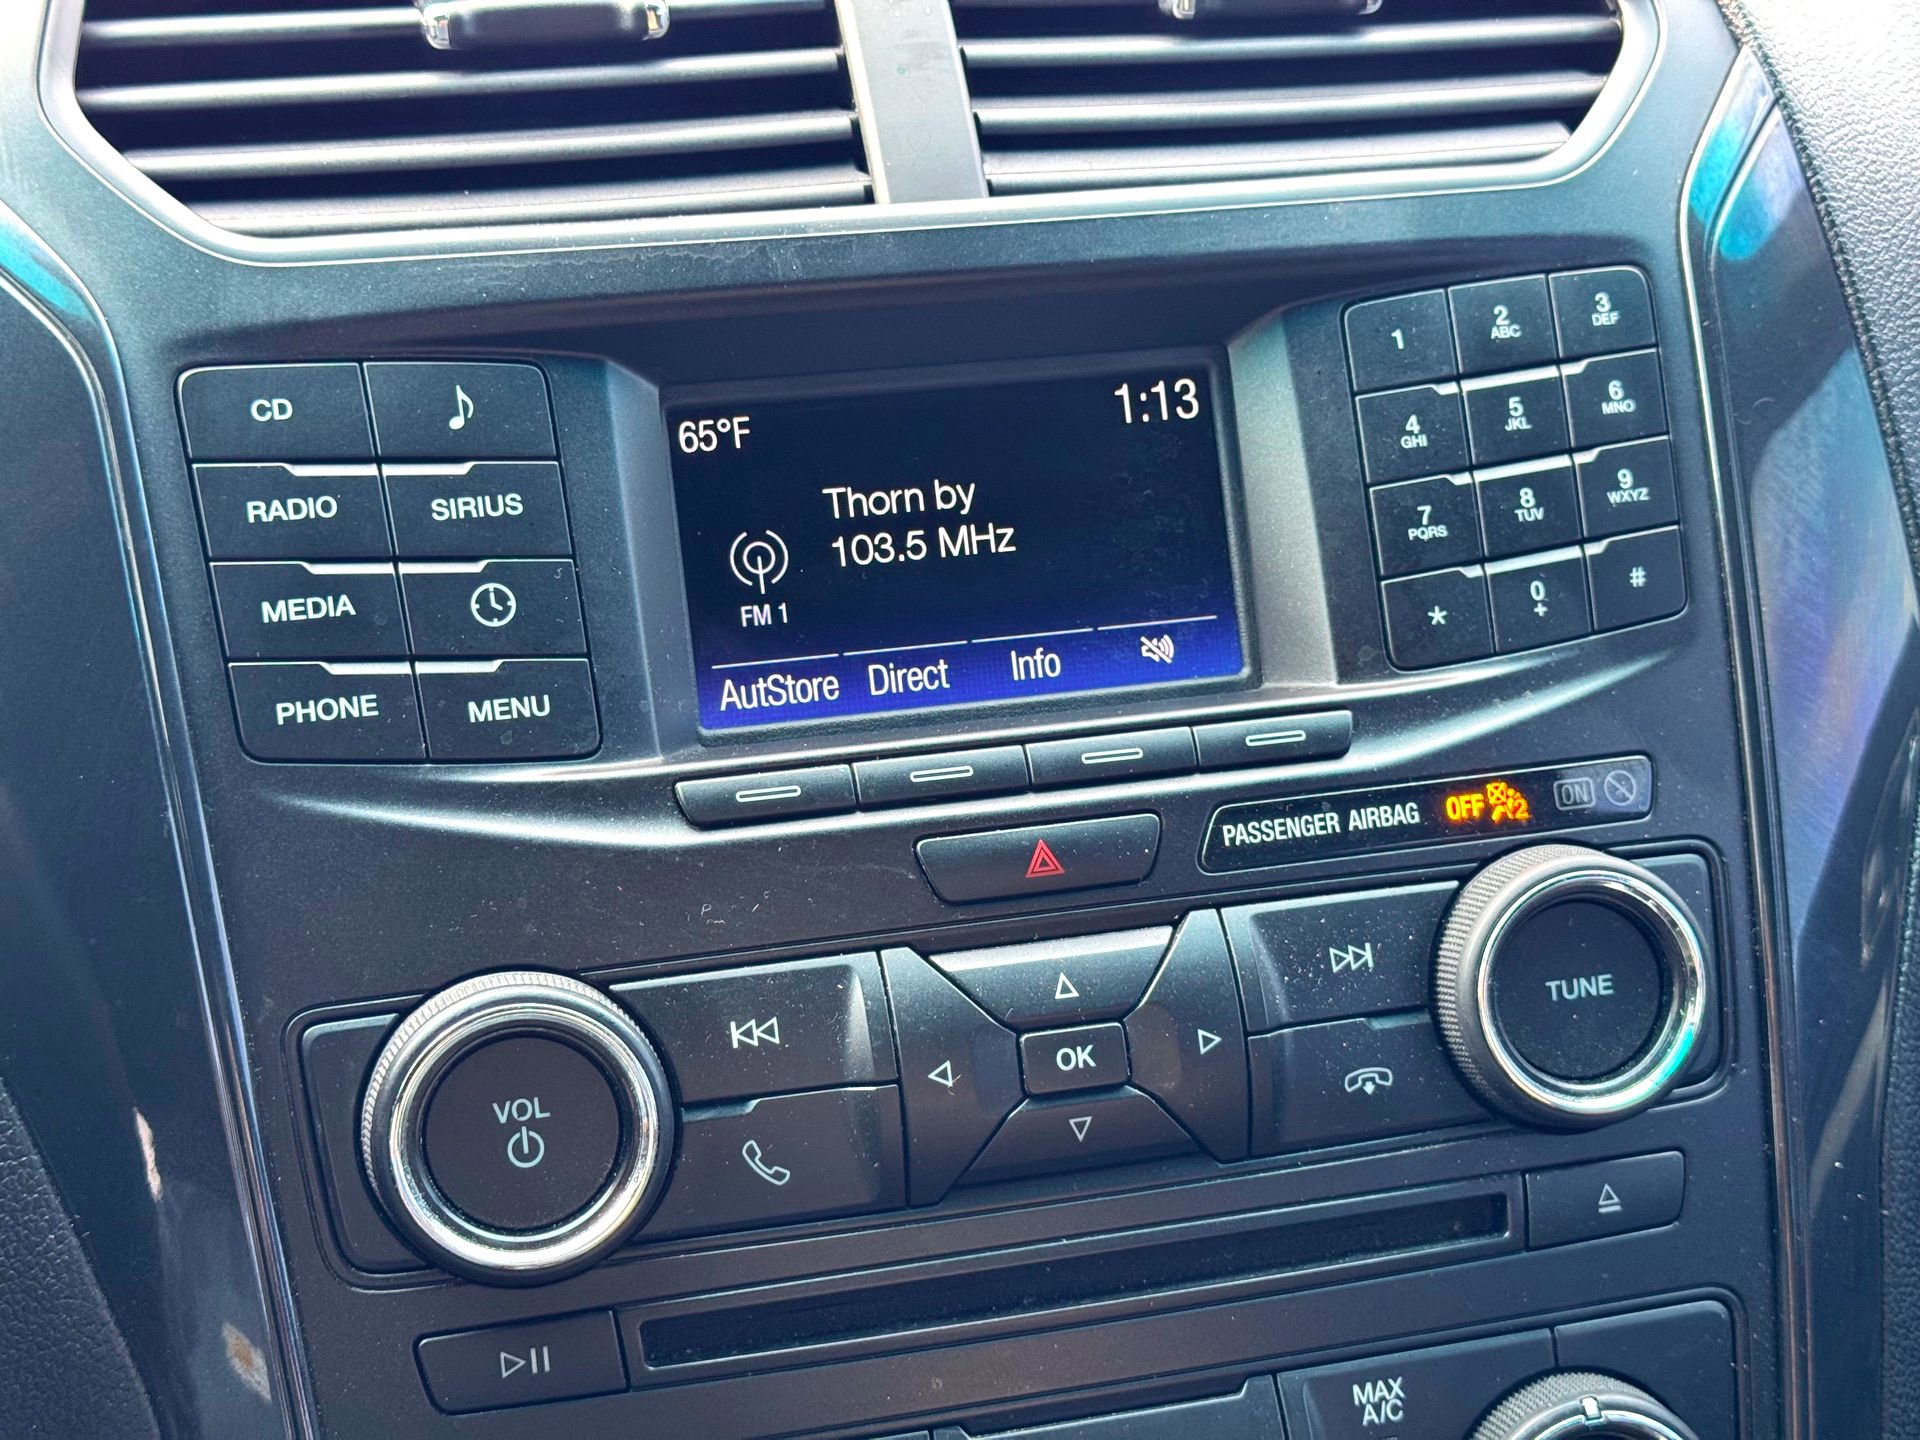 65°F
1:13
Thorn by
103.5 MHz
FM 1
AutStore
Direct
Info
CD
RADIO
SIRIUS
MEDIA
PHONE
MENU
1
2
ABC
3
DEF
4
GHI
5
JKL
6
MNO
7
PQRS
8
TUV
9
WXYZ
*
0
+
#
PASSENGER AIRBAG OFF 2 ON
VOL
OK
TUNE
MAX
A/C